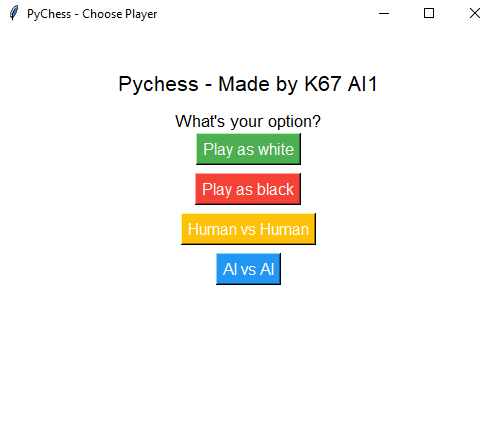 PyChess - Choose Player
Pychess - Made by K67 AI1
What's your option?
Play as white
Play as black
Human vs Human
AI vs AI